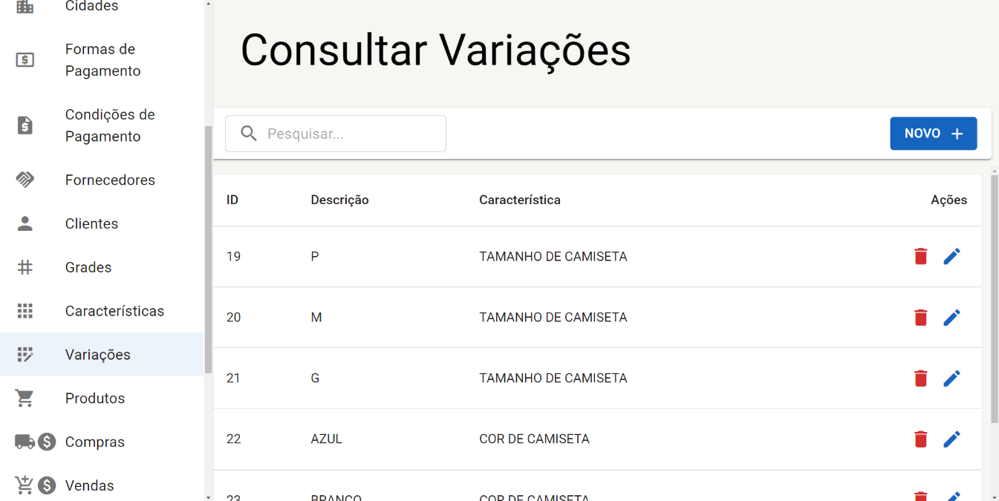 Cidades
Formas de
Pagamento
Condições de
Pagamento
Fornecedores
Clientes
Grades
Características
Variações
Produtos
Compras
Vendas
Consultar Variações
Pesquisar...
NOVO +
ID Descrição Característica Ações
19 P TAMANHO DE CAMISETA
20 M TAMANHO DE CAMISETA
21 G TAMANHO DE CAMISETA
22 AZUL COR DE CAMISETA
23 BRANCO COR DE CAMISETA